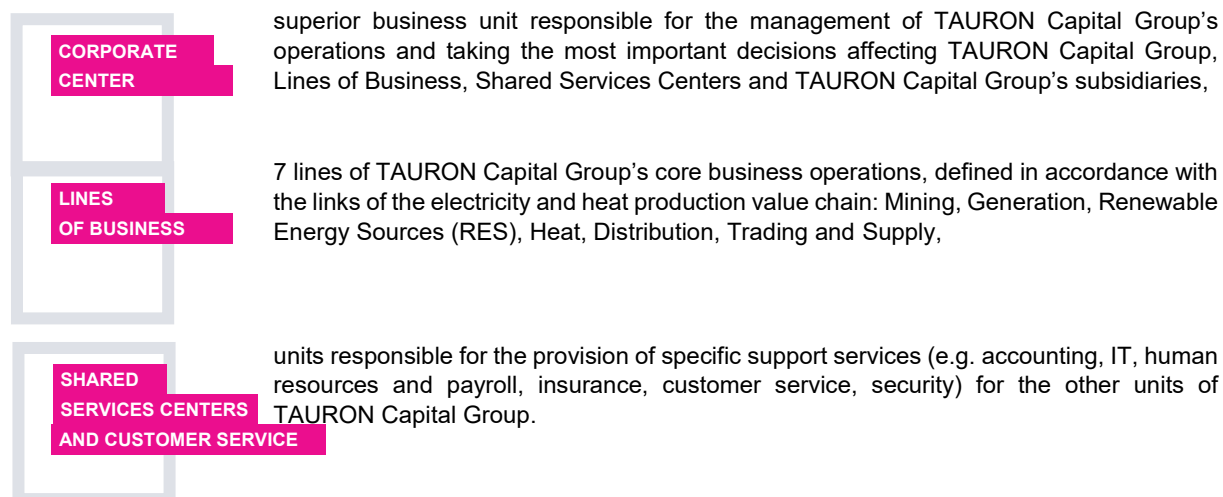 CORPORATE
CENTER
superior business unit responsible for the management of TAURON Capital Group’s
operations and taking the most important decisions affecting TAURON Capital Group,
Lines of Business, Shared Services Centers and TAURON Capital Group’s subsidiaries,
LINES
OF BUSINESS
7 lines of TAURON Capital Group’s core business operations, defined in accordance with
the links of the electricity and heat production value chain: Mining, Generation, Renewable
Energy Sources (RES), Heat, Distribution, Trading and Supply,
SHARED
SERVICES CENTERS
AND CUSTOMER SERVICE
units responsible for the provision of specific support services (e.g. accounting, IT, human
resources and payroll, insurance, customer service, security) for the other units of
TAURON Capital Group.